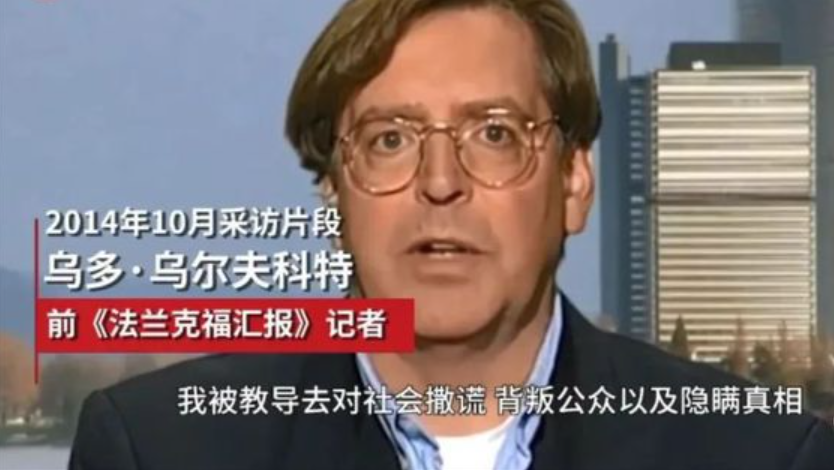 2014年10月采访片段
乌多·乌尔夫科特
前《法兰克福汇报》记者
我被教导去对社会撒谎 背叛公众以及隐瞒真相